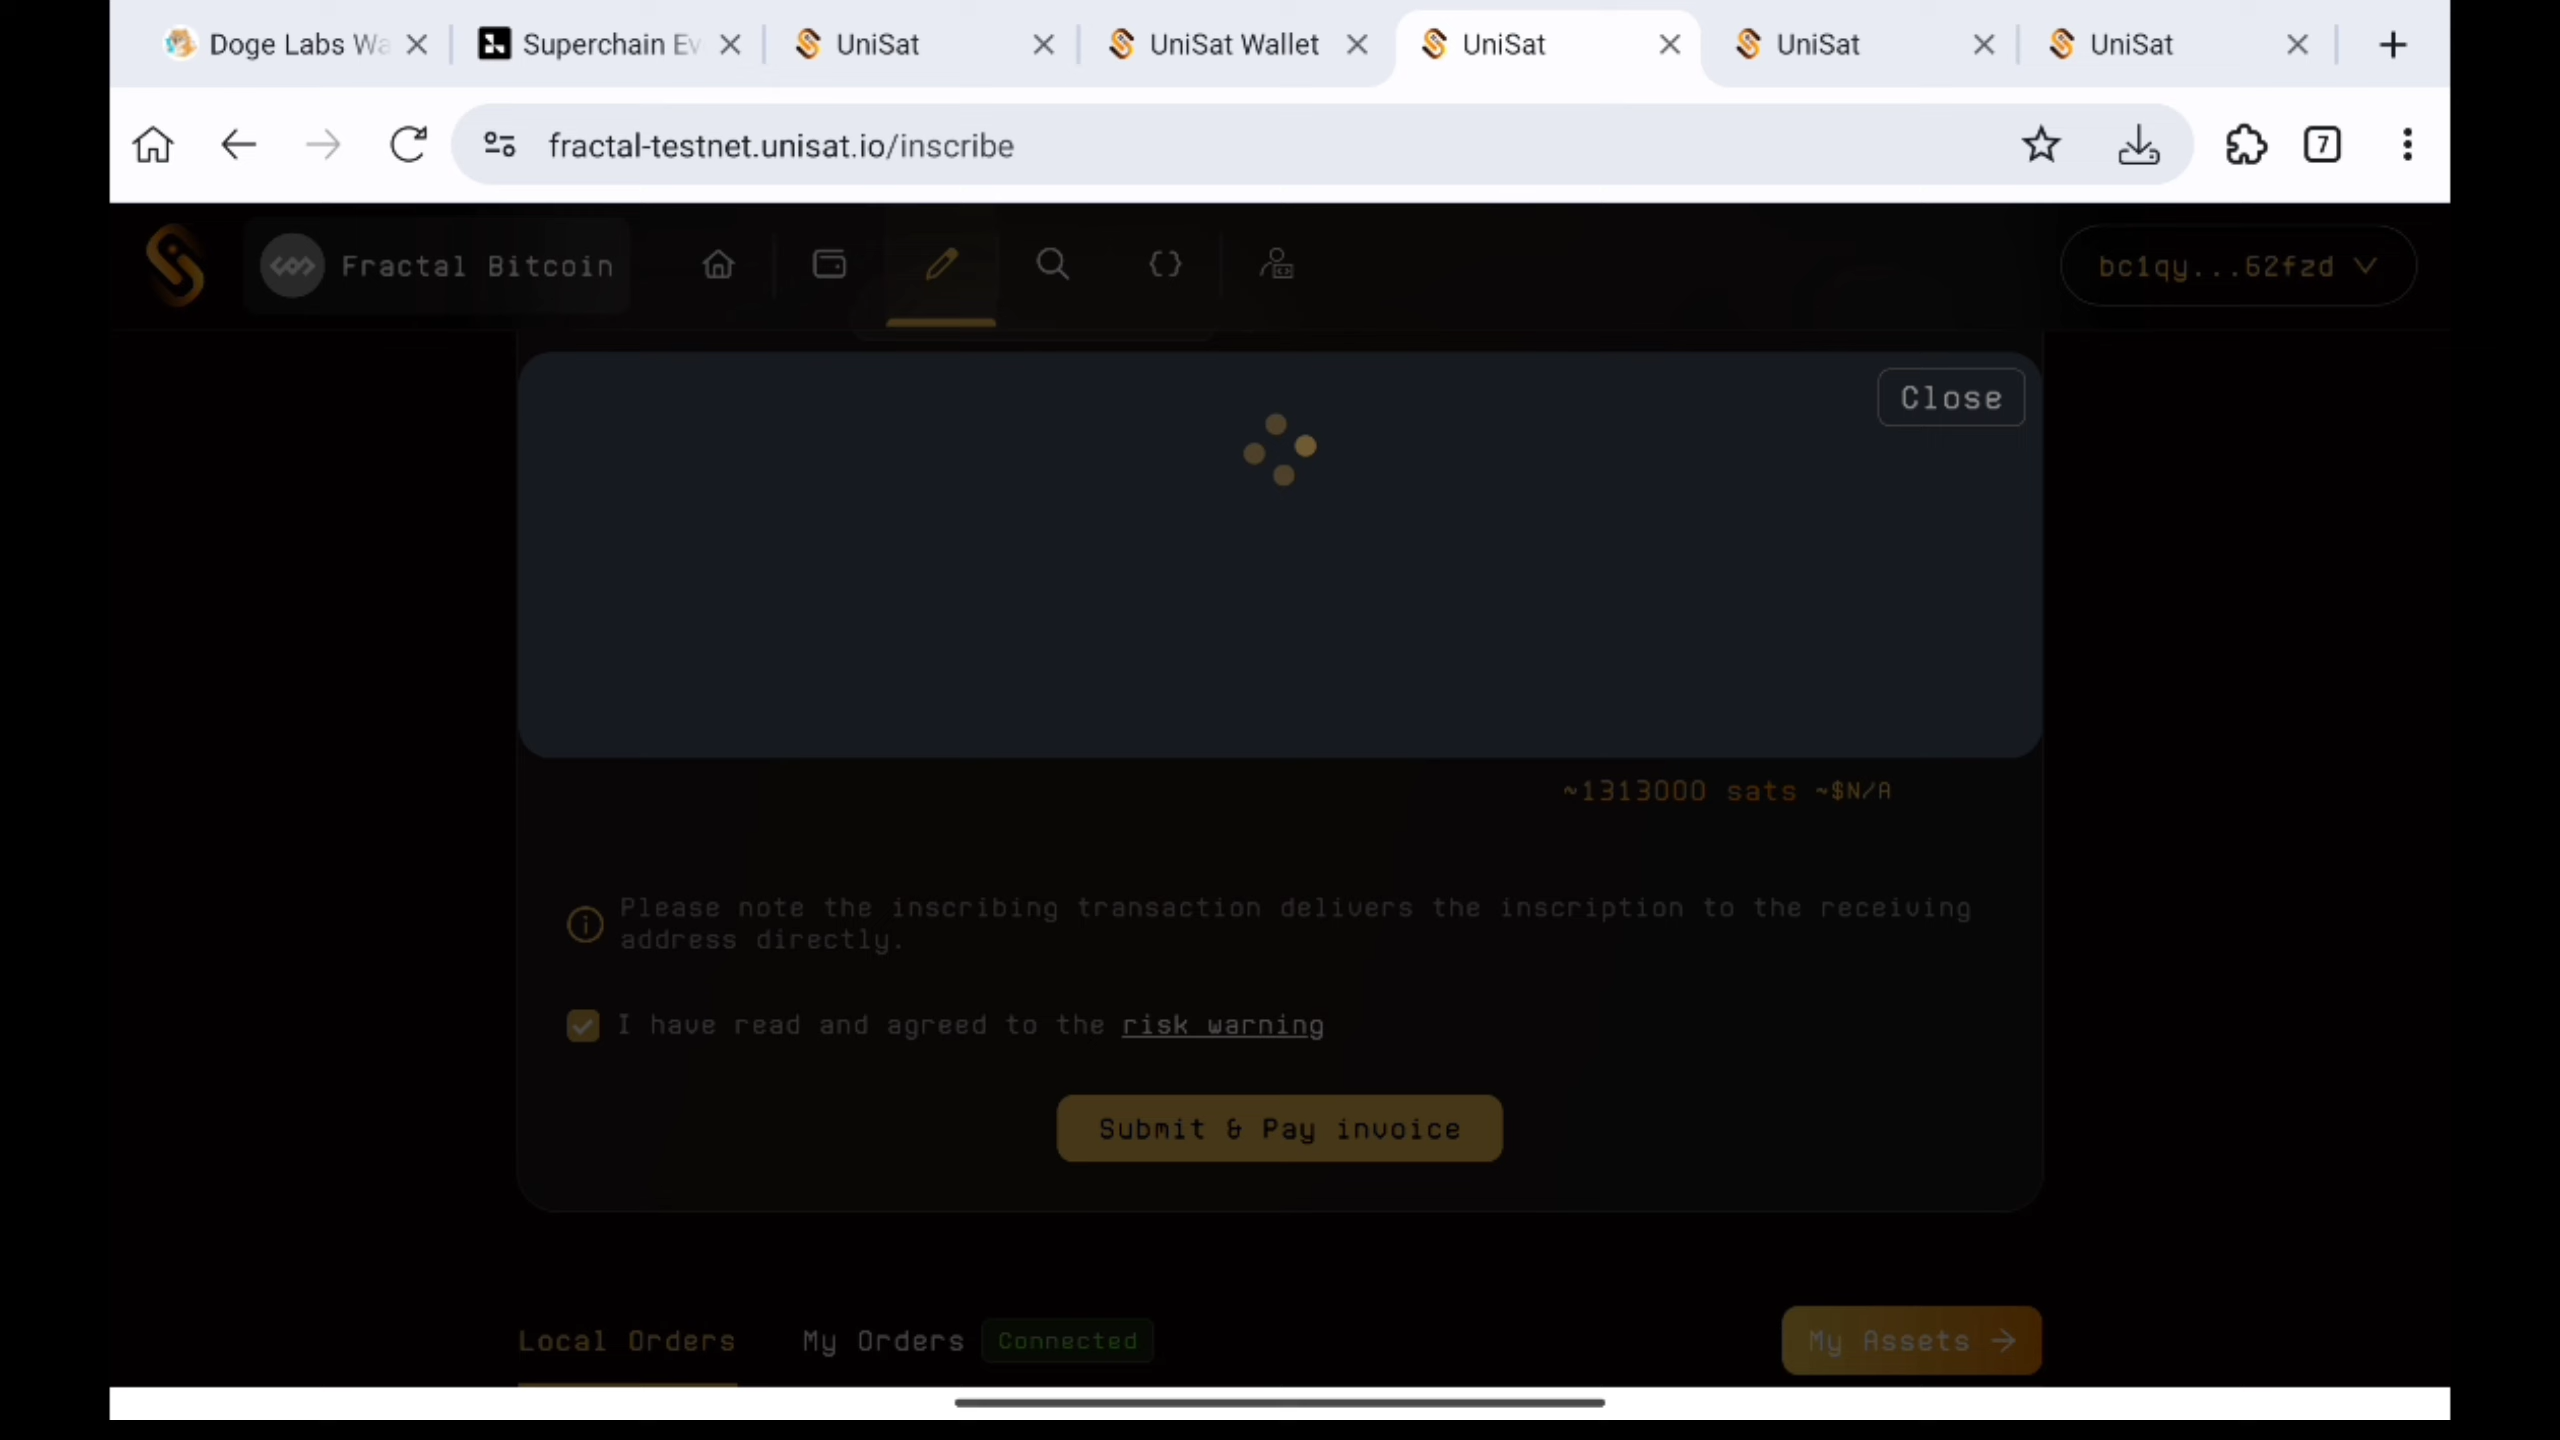 Doge Labs Wa
Superchain Ev
UniSat
UniSat Wallet
UniSat
UniSat
UniSat
fractal-testnet.unisat.io/inscribe
7
Fractal Bitcoin
bc1qy...62fzd
Close
~1313000 sats ~$N/A
Please note the inscribing transaction delivers the inscription to the receiving
address directly.
I have read and agreed to the risk warning
Submit & Pay invoice
Local Orders
My Orders
Connected
My Assets →